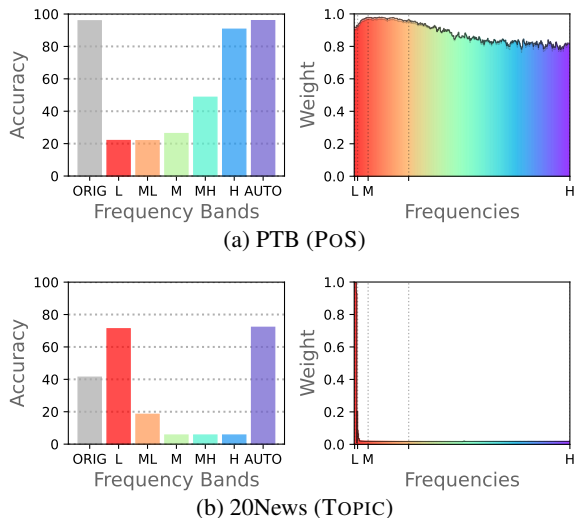 100
80
60
40
20
0
Accuracy
ORIG L ML M MH H AUTO
Frequency Bands
1.0
0.8
0.6
0.4
0.2
0.0
Weight
L M H
Frequencies
(a) PTB (POS)
100
80
60
40
20
0
Accuracy
ORIG L ML M MH H AUTO
Frequency Bands
1.0
0.8
0.6
0.4
0.2
0.0
Weight
L M H
Frequencies
(b) 20News (TOPIC)